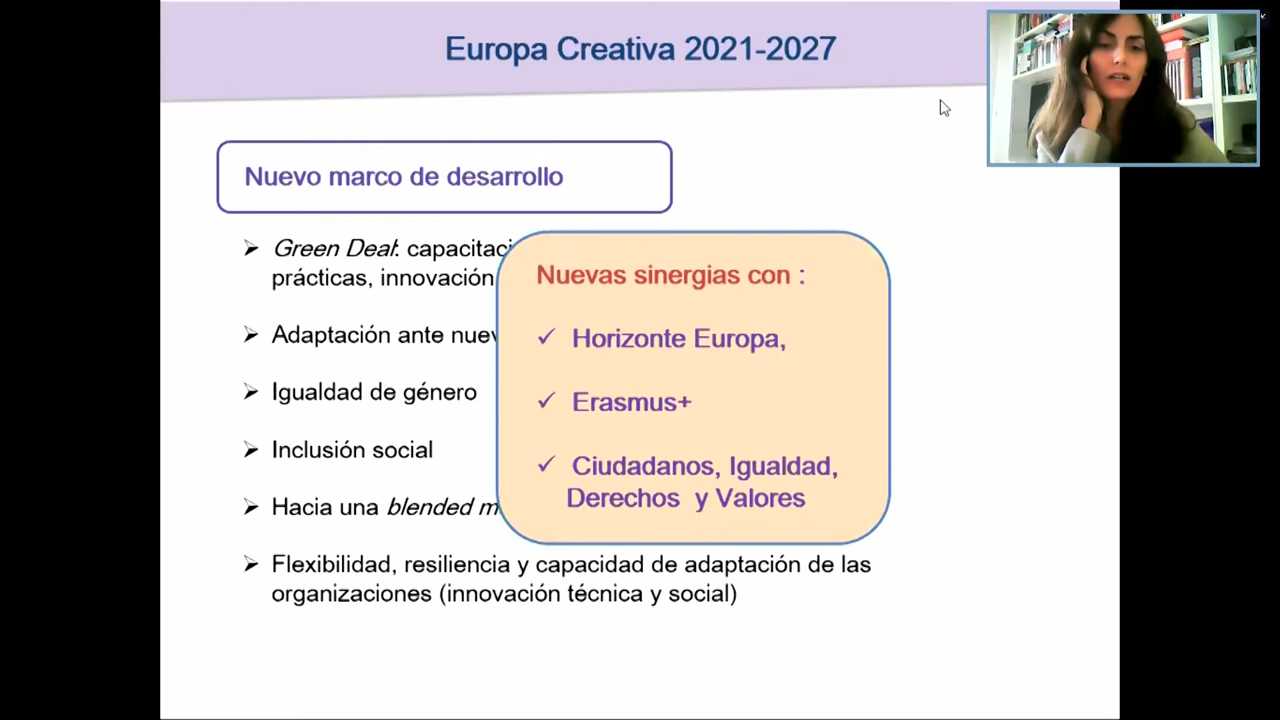 Europa Creativa 2021-2027
Nuevo marco de desarrollo
➢ Green Deal: capacitaci
prácticas, innovación
➢ Adaptación ante nuev
➢ Igualdad de género
➢ Inclusión social
➢ Hacia una blended m
➢ Flexibilidad, resiliencia y capacidad de adaptación de las
organizaciones (innovación técnica y social)
Nuevas sinergias con :
✓ Horizonte Europa,
✓ Erasmus+
✓ Ciudadanos, Igualdad,
Derechos y Valores